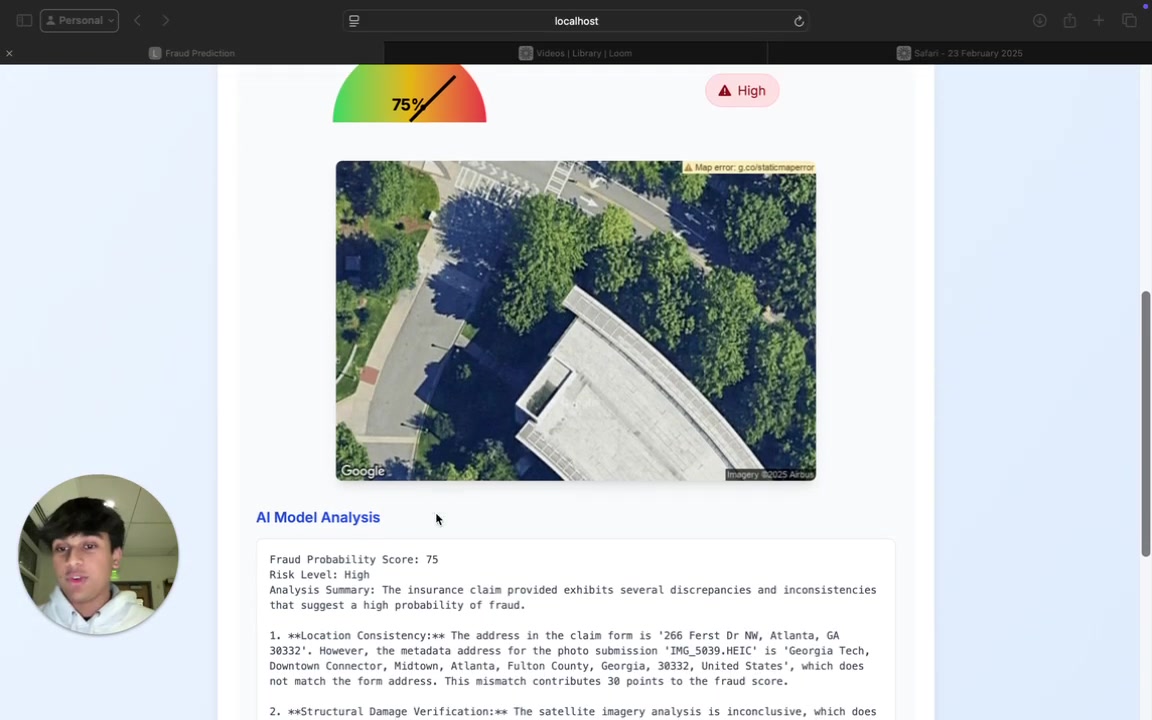 Personal
localhost
Fraud Prediction
Videos | Library | Loom
Safari - 23 February 2025
75%
High
Map error: g.co/staticmaperror
Google
Imagery ©2025 Airbus
AI Model Analysis
Fraud Probability Score: 75
Risk Level: High
Analysis Summary: The insurance claim provided exhibits several discrepancies and inconsistencies
that suggest a high probability of fraud.
1. **Location Consistency:** The address in the claim form is '266 Ferst Dr NW, Atlanta, GA
30332'. However, the metadata address for the photo submission 'IMG_5039.HEIC' is 'Georgia Tech,
Downtown Connector, Midtown, Atlanta, Fulton County, Georgia, 30332, United States', which does
not match the form address. This mismatch contributes 30 points to the fraud score.
2. **Structural Damage Verification:** The satellite imagery analysis is inconclusive, which does